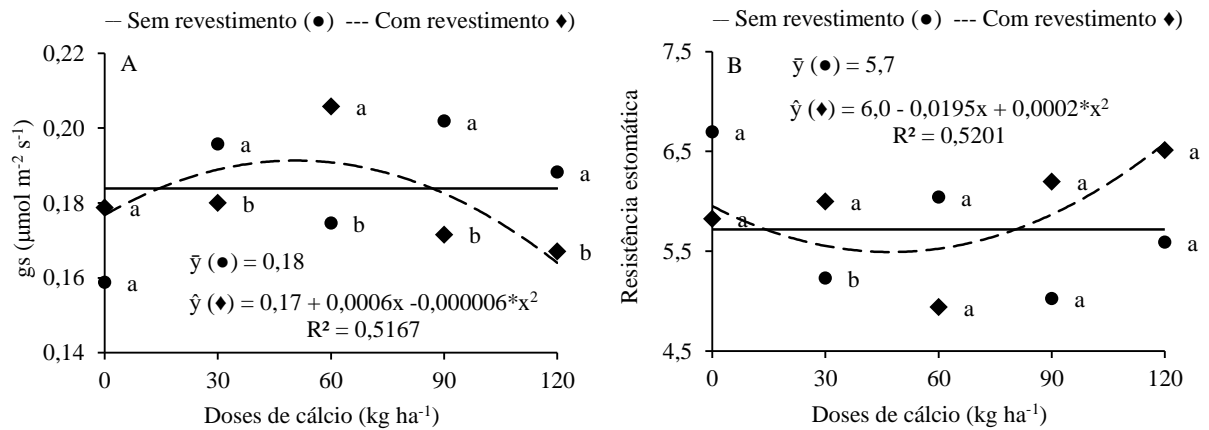 — Sem revestimento (●) --- Com revestimento ♦)
A
gs (µmol m-2 s-1)
0,22
0,20
0,18
0,16
0,14
a
a
a
a
a
b
b
b
b
a
ȳ (●) = 0,18
ŷ (♦) = 0,17 + 0,0006x -0,000006*x²
R² = 0,5167
0 30 60 90 120
Doses de cálcio (kg ha-1)
— Sem revestimento (●) --- Com revestimento ♦)
B
Resistência estomática
7,5
6,5
5,5
4,5
ȳ (●) = 5,7
ŷ (♦) = 6,0 - 0,0195x + 0,0002*x²
R² = 0,5201
a
a
a
a
a
a
a
b
a
a
0 30 60 90 120
Doses de cálcio (kg ha-1)